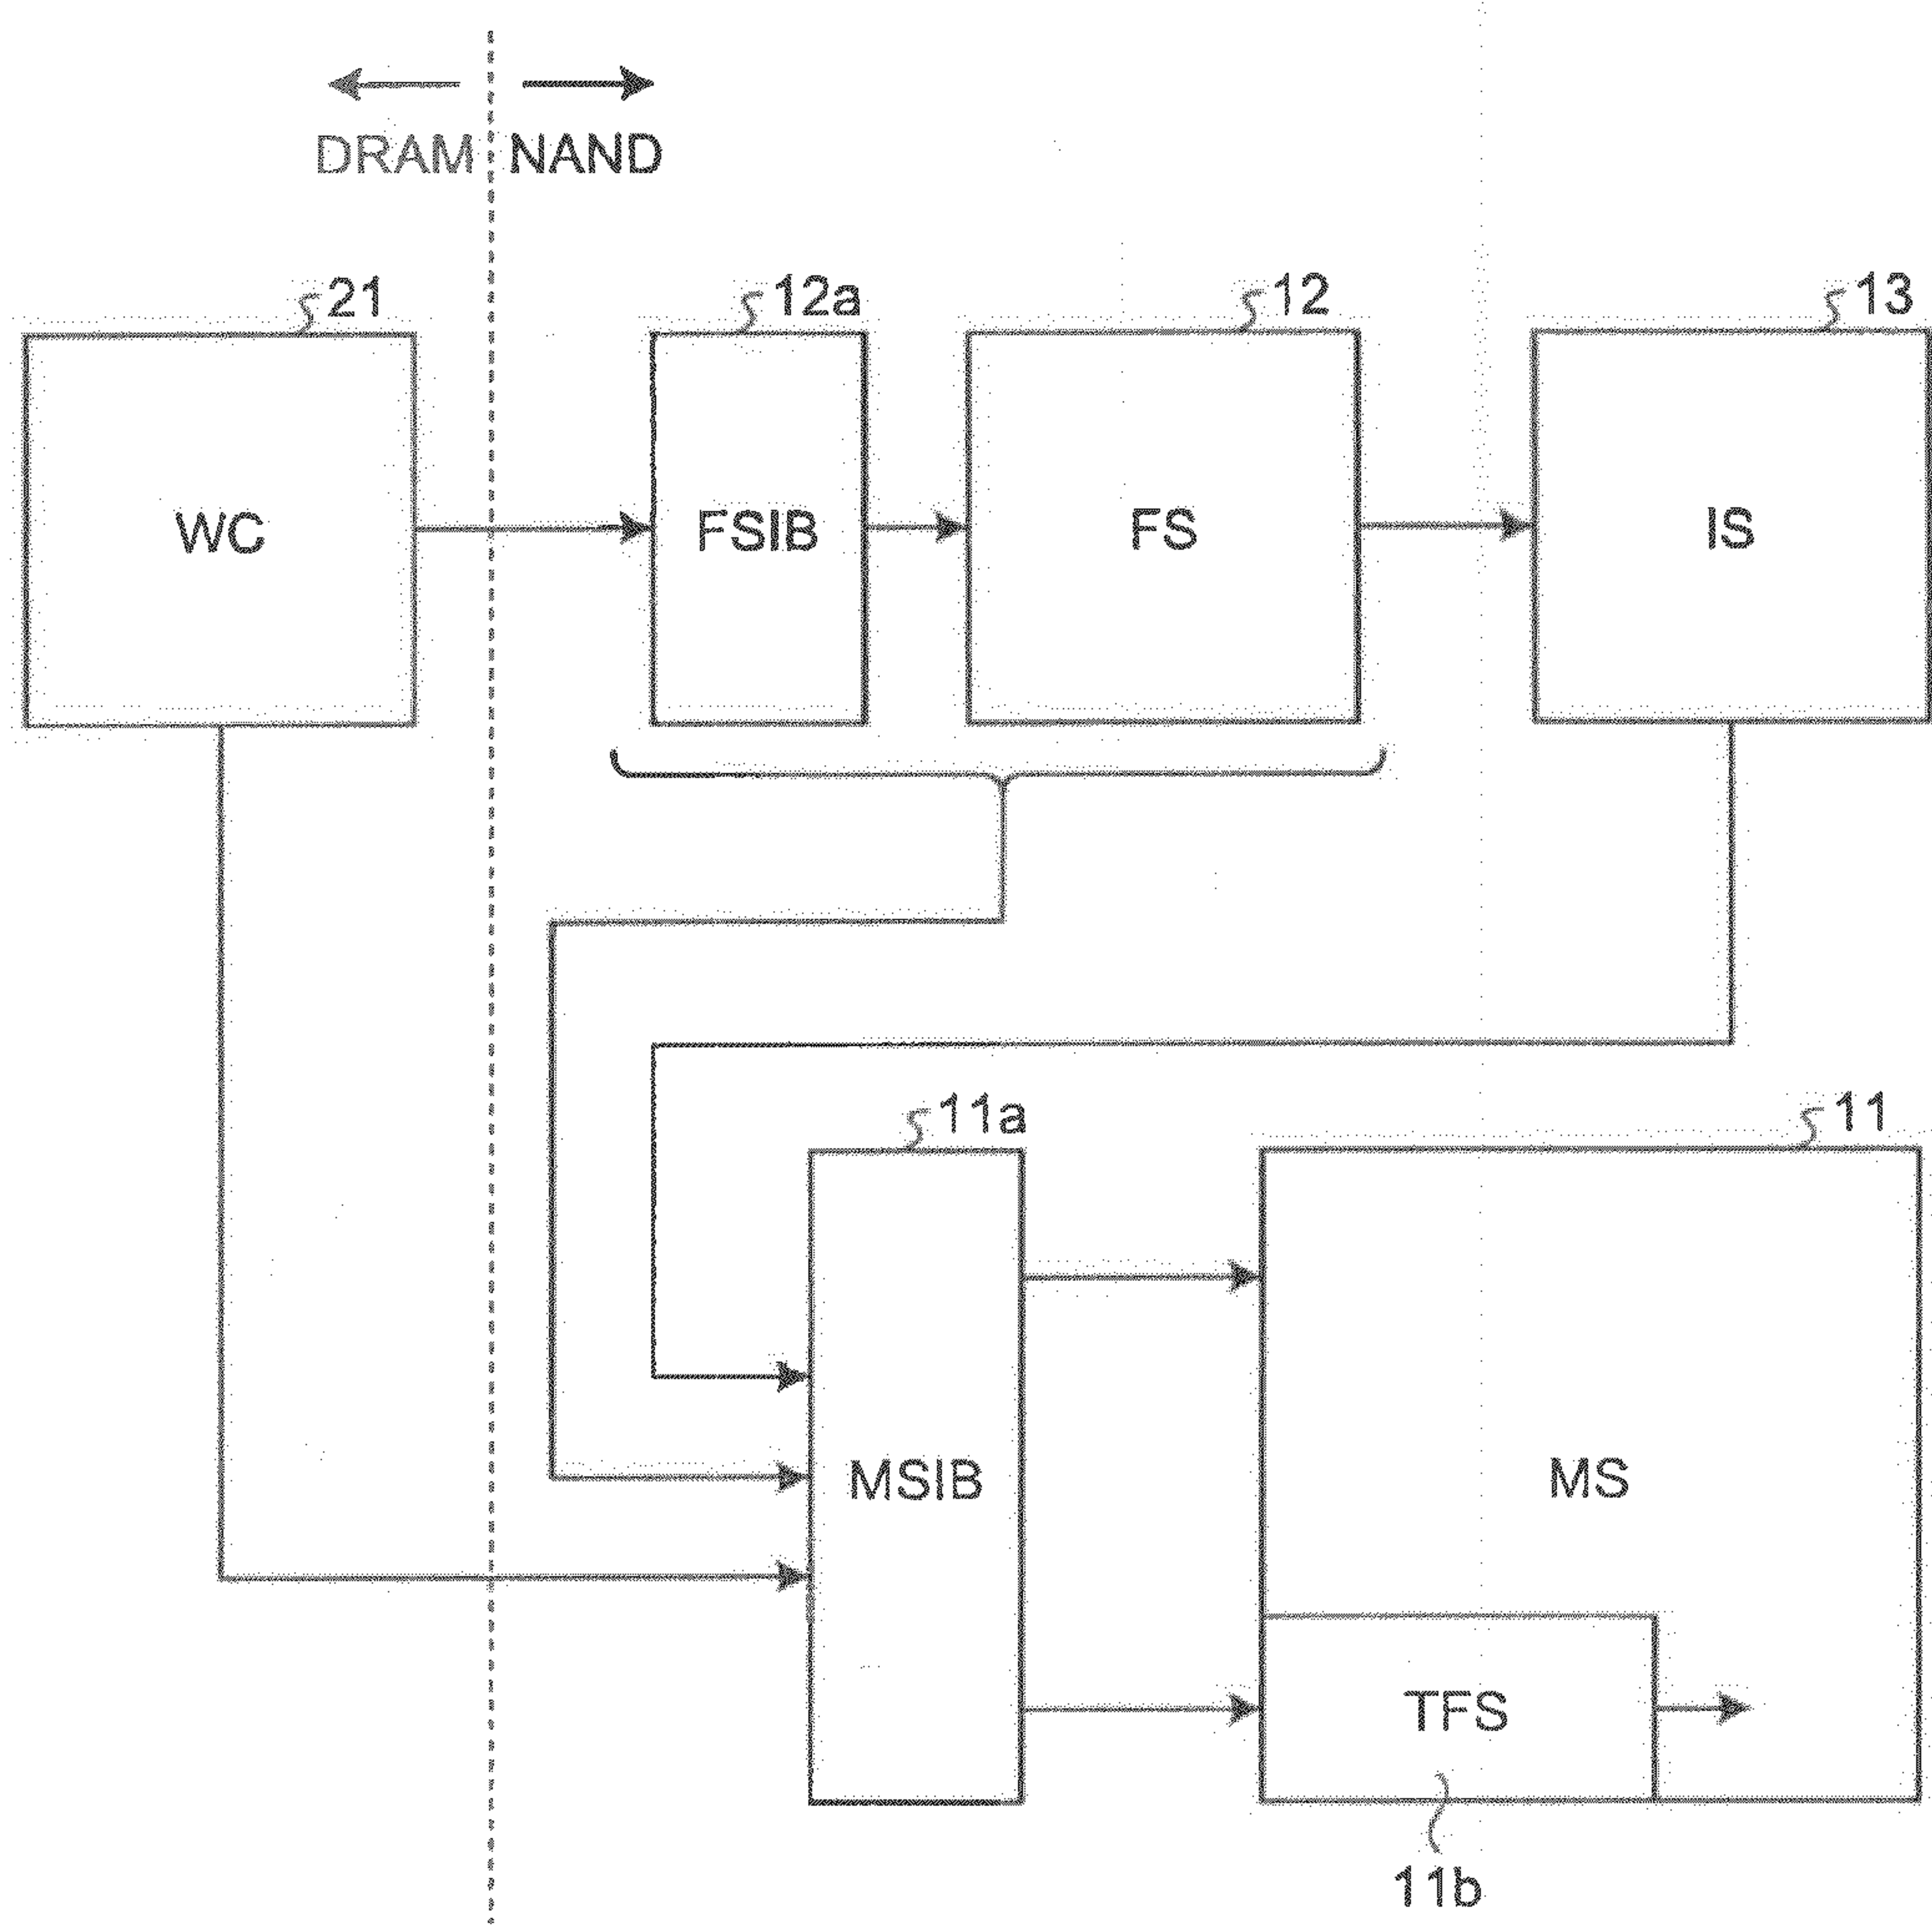 DRAM NAND
21
12a
12
13
WC
FSIB
FS
IS
11a
11
MSIB
MS
TFS
11b